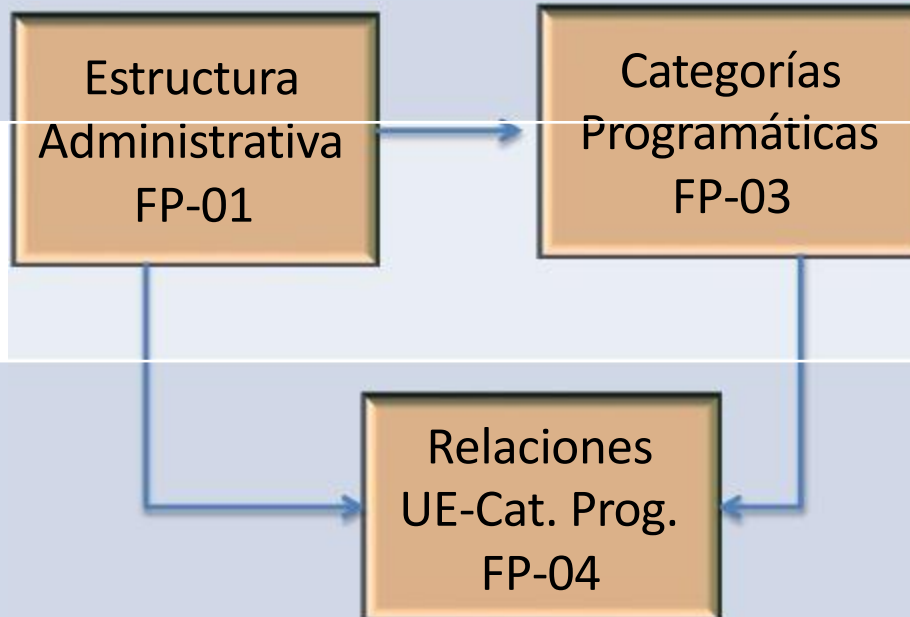 Estructura
Administrativa
FP-01
Categorías
Programáticas
FP-03
Relaciones
UE-Cat. Prog.
FP-04